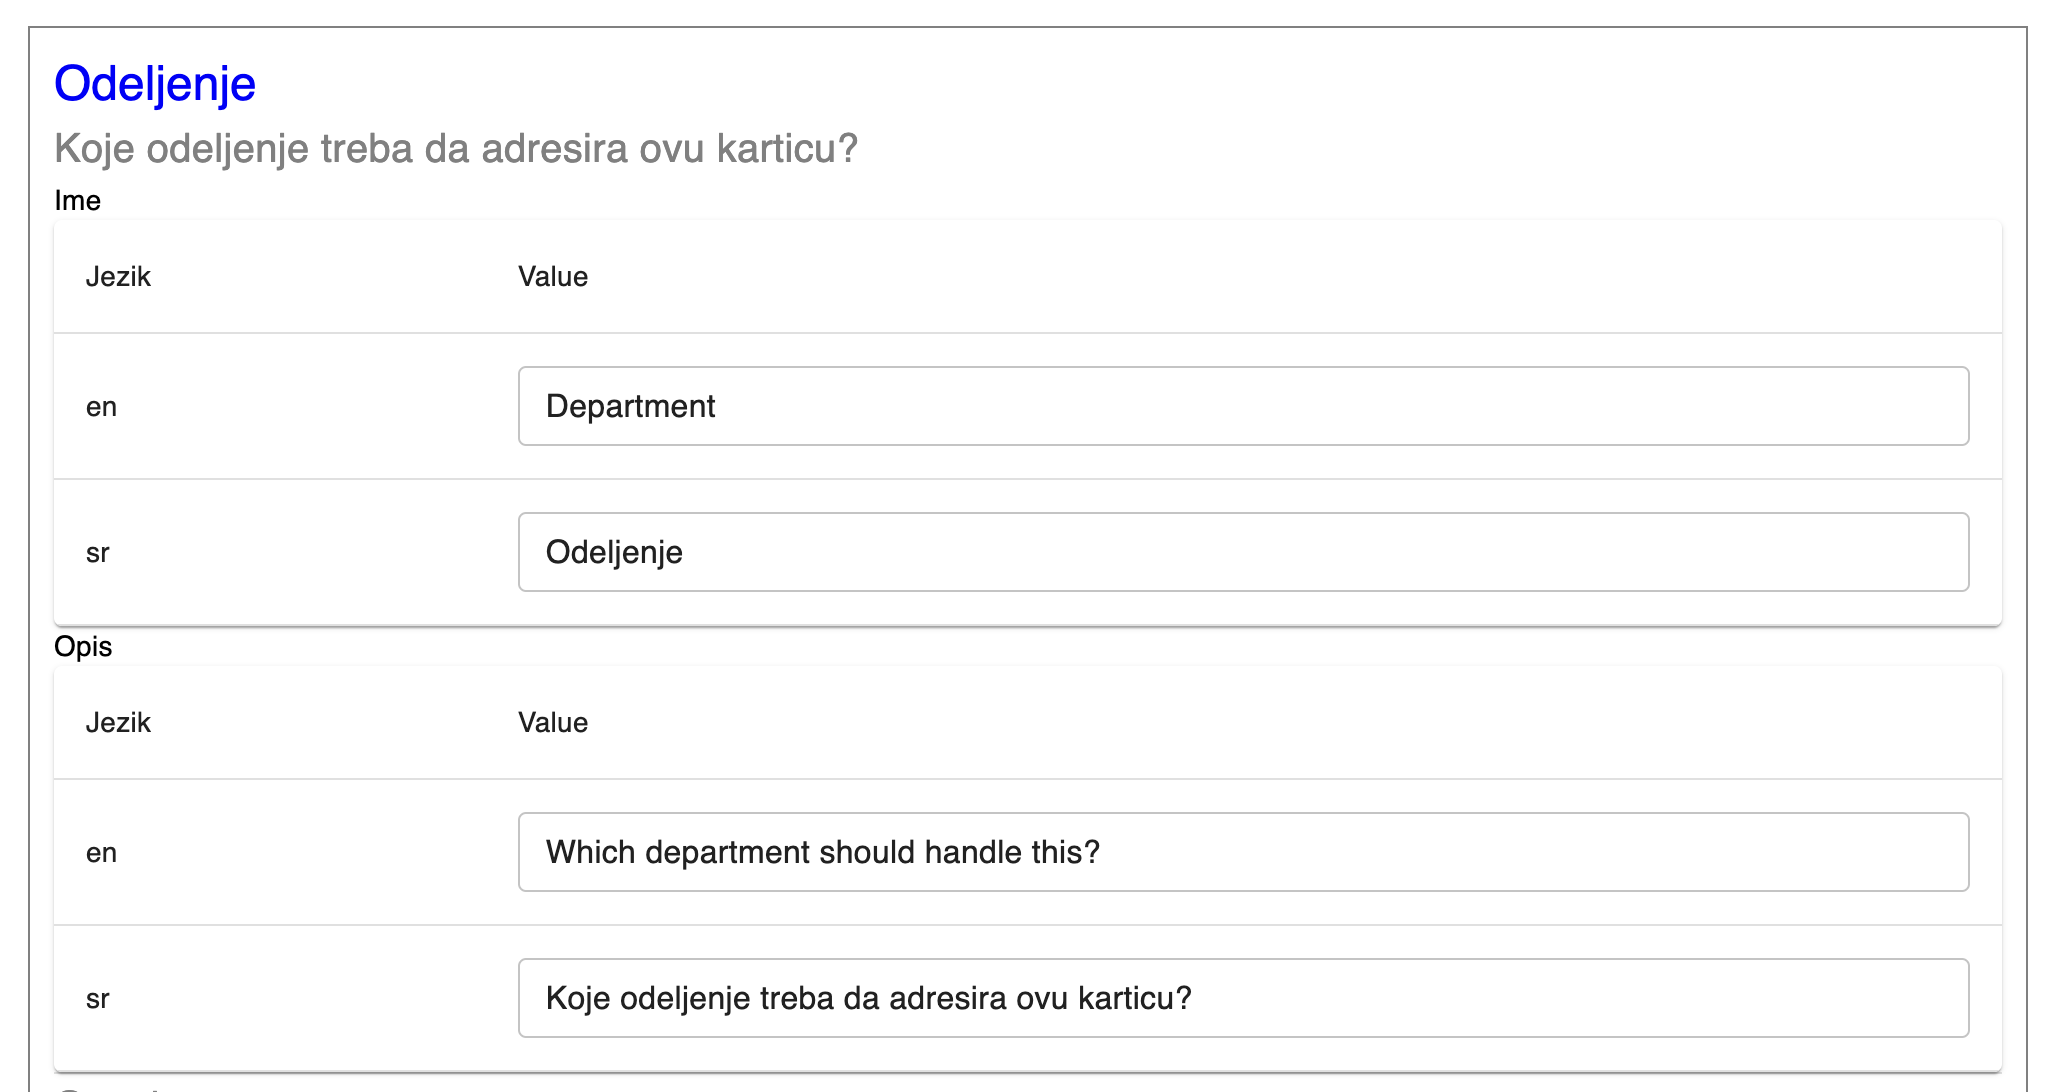 Odeljenje
Koje odeljenje treba da adresira ovu karticu?
Ime
Jezik Value
en Department
sr Odeljenje
Opis
Jezik Value
en Which department should handle this?
sr Koje odeljenje treba da adresira ovu karticu?